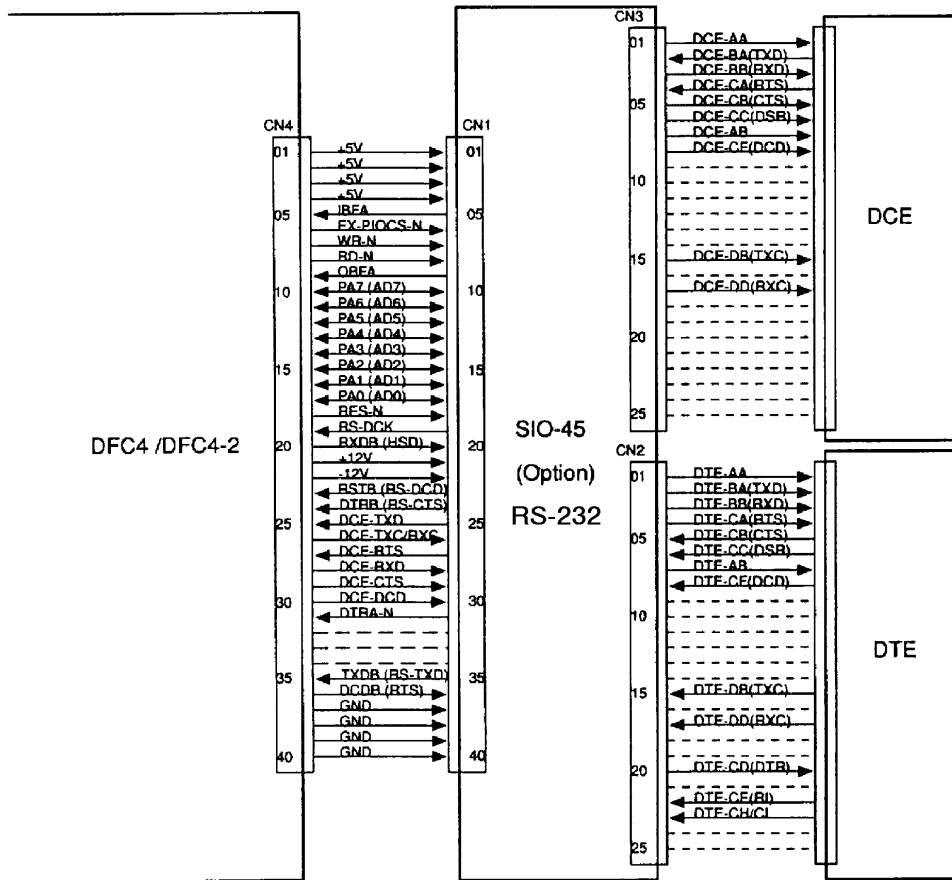 CN3
01
DCE-AA
DCE-BA(TXD)
DCE-BB(RXD)
DCE-CA(RTS)
05
DCE-CB(CTS)
DCE-CC(DSR)
DCE-AB
DCE-CF(DCD)
10
15
DCE-DB(TXC)
DCE-DD(RXC)
20
25
DCE
CN4
CN1
01
+5V
01
+5V
+5V
+5V
05
IBFA
05
EX-PIOCS-N
WR-N
RD-N
OBFA
10
PA7 (AD7)
10
PA6 (AD6)
PA5 (AD5)
PA4 (AD4)
PA3 (AD3)
15
PA2 (AD2)
15
PA1 (AD1)
PA0 (AD0)
RES-N
RS-DCK
20
RXDB (HSD)
20
+12V
-12V
RSTB (RS-DCD)
DTRB (RS-CTS)
25
DCE-TXD
25
DCE-TXC/RXC
DCE-RTS
DCE-RXD
DCE-CTS
30
DCE-DCD
30
DTRA-N
35
TXDB (RS-TXD)
35
DCDB (RTS)
GND
GND
GND
40
GND
40
DFC4 /DFC4-2
SIO-45
(Option)
RS-232
CN2
01
DTE-AA
DTE-BA(TXD)
DTE-BB(RXD)
DTE-CA(RTS)
05
DTE-CB(CTS)
DTE-CC(DSR)
DTE-AB
DTE-CF(DCD)
10
15
DTE-DB(TXC)
DTE-DD(RXC)
20
DTE-CD(DTR)
DTE-CE(RI)
DTE-CH/CI
25
DTE